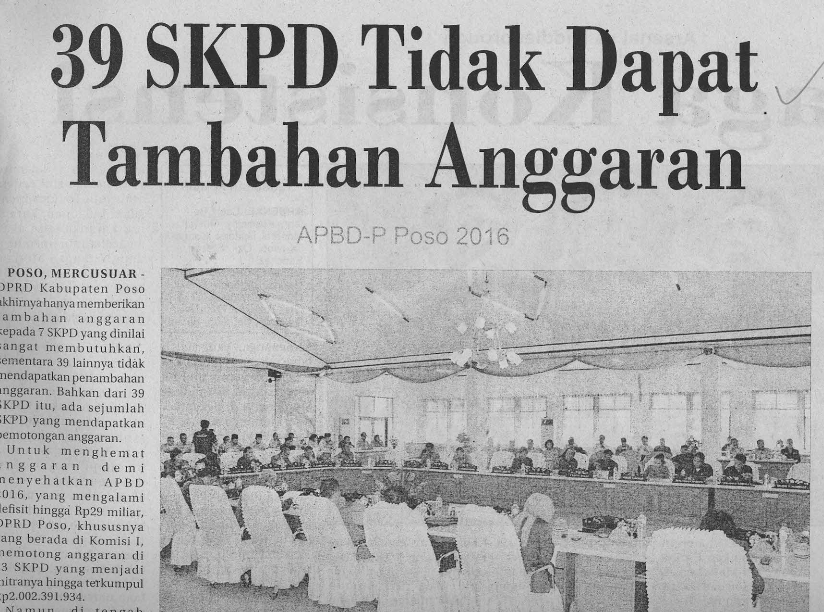 39 SKPD Tidak Dapat
Tambahan Anggaran
APBD-P Poso 2016
POSO, MERCUSUAR -
DPRD Kabupaten Poso
akhirnya hanya memberikan
tambahan anggaran
kepada 7 SKPD yang dinilai
sangat membutuhkan,
sementara 39 lainnya tidak
mendapatkan penambahan
anggaran. Bahkan dari 39
SKPD itu, ada sejumlah
SKPD yang mendapatkan
pemotongan anggaran.
Untuk menghemat
anggaran demi
menyehatkan APBD
2016, yang mengalami
defisit hingga Rp29 miliar,
DPRD Poso, khususnya
yang berada di Komisi I,
memotong anggaran di
3 SKPD yang menjadi
mitranya hingga terkumpul
Rp2.002.391.934.
Namun, di tengah